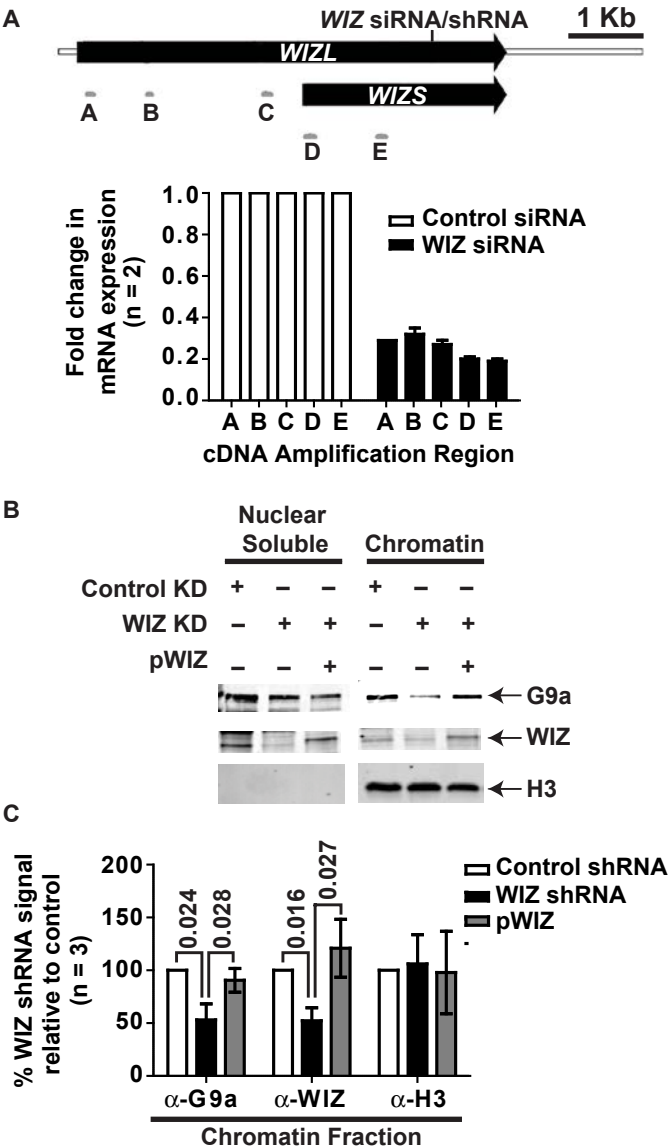 A
WIZ siRNA/shRNA
1 Kb
WIZL
WIZS
A B C
D E
Fold change in
mRNA expression
(n = 2)
1.0
0.8
0.6
0.4
0.2
0.0
Control siRNA
WIZ siRNA
A B C D E A B C D E
cDNA Amplification Region
B
Nuclear
Soluble
Chromatin
Control KD + – – + – –
WIZ KD – + + – + +
pWIZ – – + – – +
G9a
WIZ
H3
C
% WIZ shRNA signal
relative to control
(n = 3)
200
150
100
50
0
0.024
0.028
0.016
0.027
Control shRNA
WIZ shRNA
pWIZ
α-G9a α-WIZ α-H3
Chromatin Fraction